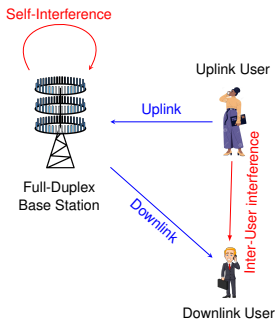 Self-Interference
Uplink User
Uplink
Full-Duplex
Base Station
Downlink
Inter-User interference
Downlink User